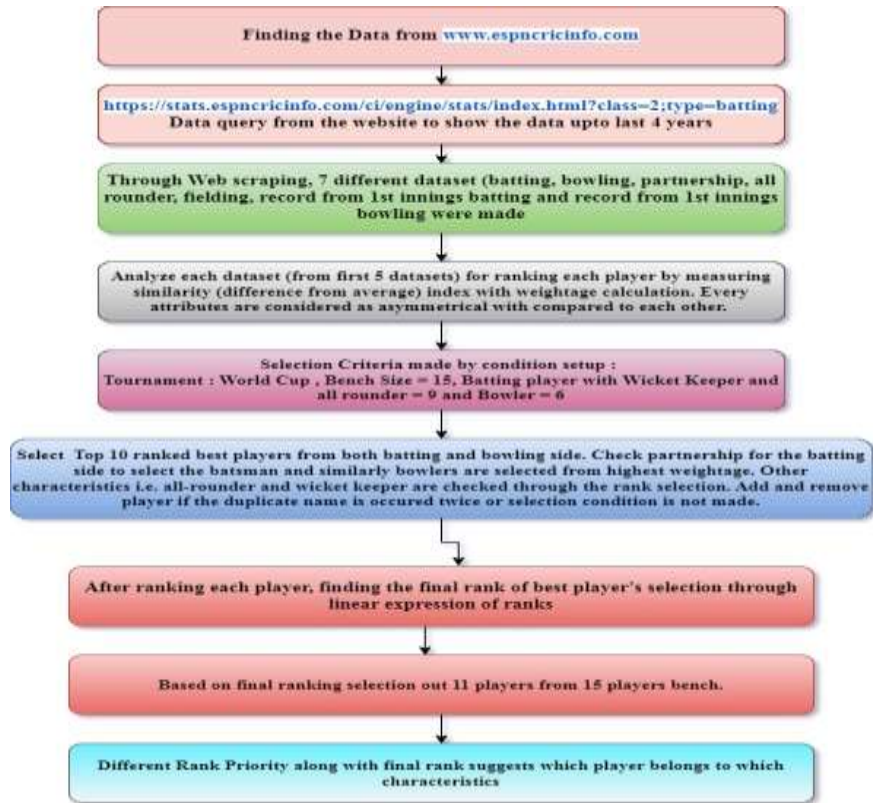 Finding the Data from www.espncricinfo.com
https://stats.espncricinfo.com/ci/engine/stats/index.html?class=2;type=batting
Data query from the website to show the data upto last 4 years
Through Web scraping, 7 different dataset (batting, bowling, partnership, all
rounder, fielding, record from 1st innings batting and record from 1st innings
bowling were made
Analyze each dataset (from first 5 datasets) for ranking each player by measuring
similarity (difference from average) index with weightage calculation. Every
attributes are considered as asymmetrical with compared to each other.
Selection Criteria made by condition setup :
Tournament : World Cup , Bench Size = 15, Batting player with Wicket Keeper and
all rounder = 9 and Bowler = 6
Select Top 10 ranked best players from both batting and bowling side. Check partnership for the batting
side to select the batsman and similarly bowlers are selected from highest weightage. Other
characteristics i.e. all-rounder and wicket keeper are checked through the rank selection. Add and remove
player if the duplicate name is occured twice or selection condition is not made.
After ranking each player, finding the final rank of best player's selection through
linear expression of ranks
Based on final ranking selection out 11 players from 15 players bench.
Different Rank Priority along with final rank suggests which player belongs to which
characteristics